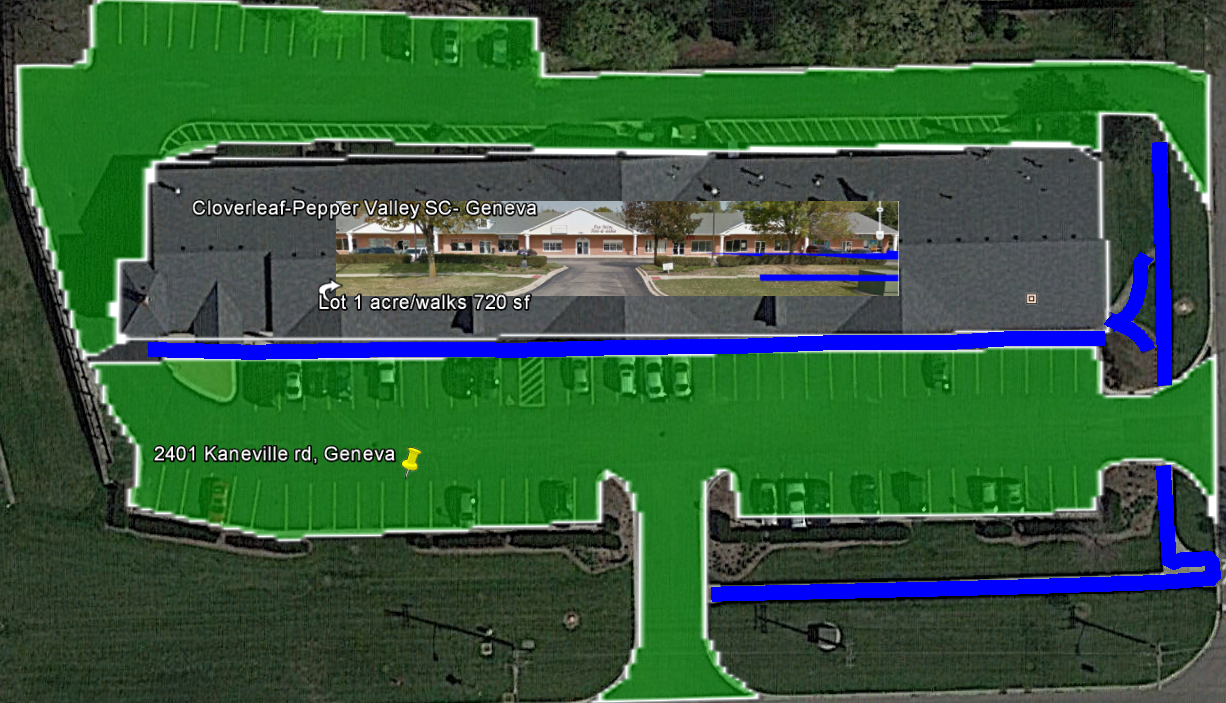 Cloverleaf-Pepper Valley SC- Geneva
Lot 1 acre/walks 720 sf
2401 Kaneville rd, Geneva